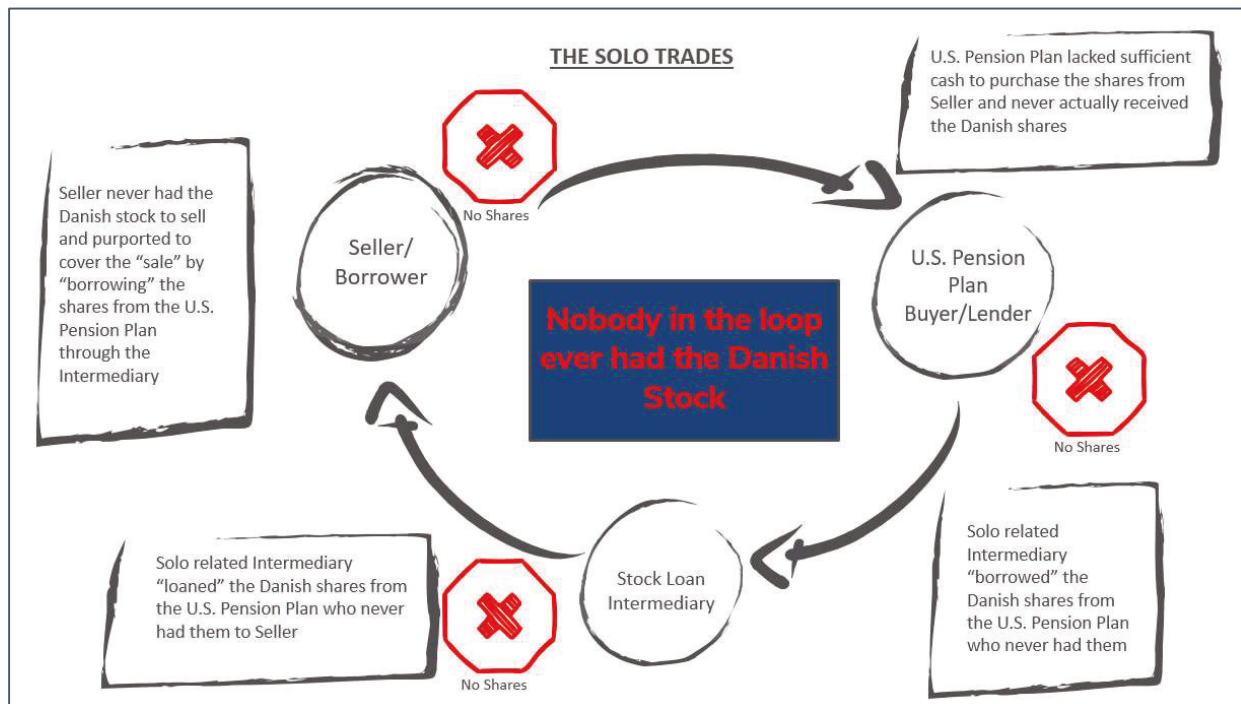 THE SOLO TRADES
U.S. Pension Plan lacked sufficient
cash to purchase the shares from
Seller and never actually received
the Danish shares
Seller never had the
Danish stock to sell
and purported to
cover the “sale” by
“borrowing” the
shares from the U.S.
Pension Plan
through the
Intermediary
No Shares
Seller/
Borrower
U.S. Pension
Plan
Buyer/Lender
Nobody in the loop
ever had the Danish
Stock
No Shares
Solo related Intermediary
“loaned” the Danish shares from
the U.S. Pension Plan who never
had them to Seller
No Shares
Stock Loan
Intermediary
Solo related
Intermediary
“borrowed” the
Danish shares from
the U.S. Pension Plan
who never had them